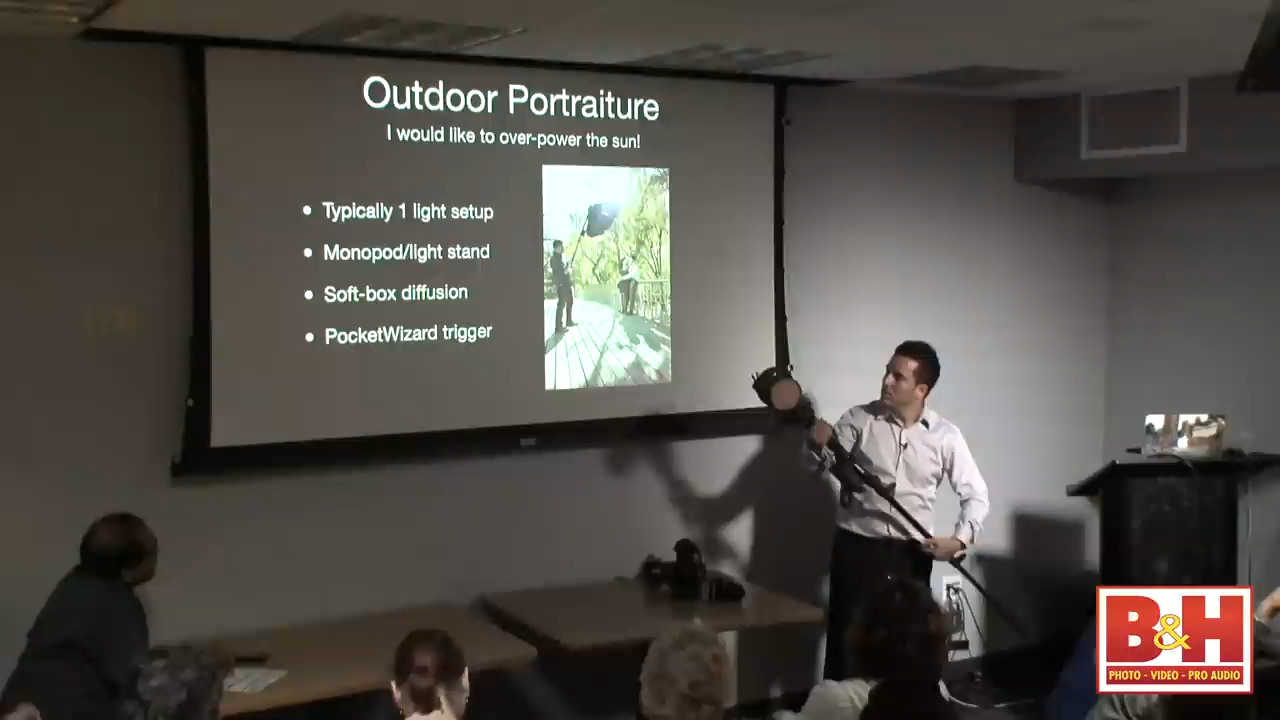 Outdoor Portraiture
I would like to over-power the sun!
• Typically 1 light setup
• Monopod/light stand
• Soft-box diffusion
• PocketWizard trigger
B&H
PHOTO - VIDEO - PRO AUDIO